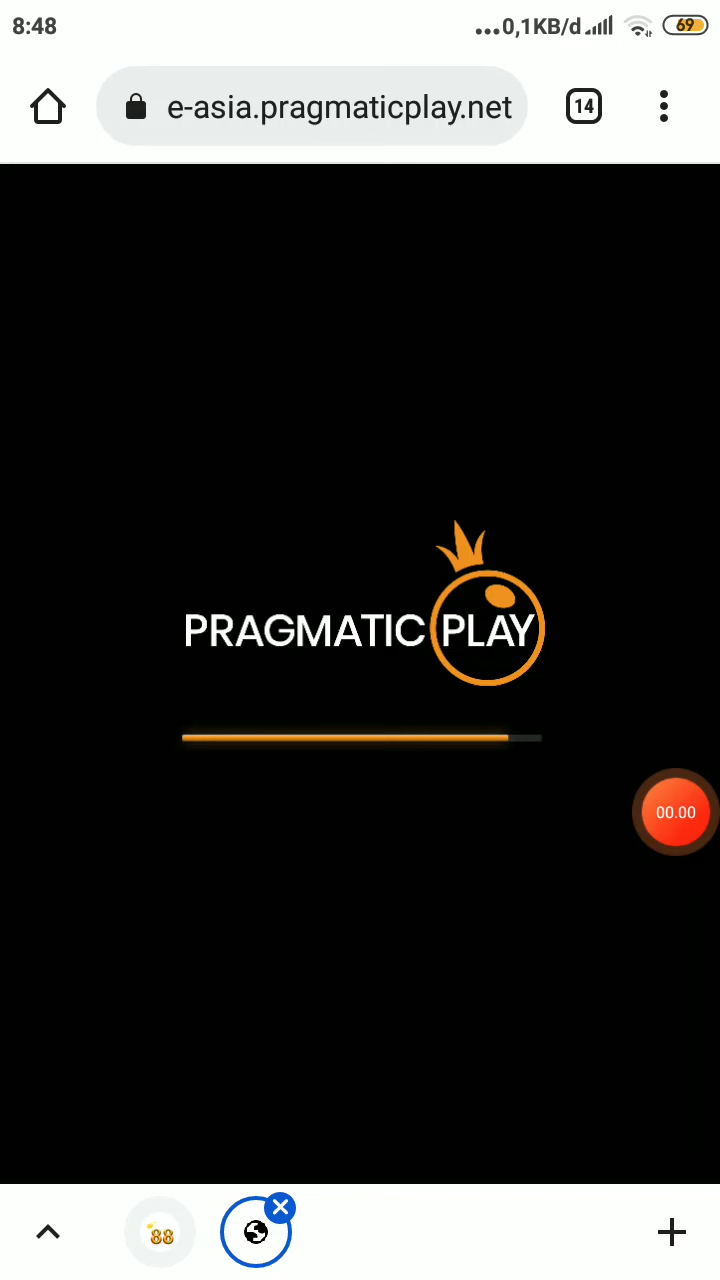 8:48
...0,1KB/d
69
e-asia.pragmaticplay.net
14
PRAGMATIC PLAY
00.00
88